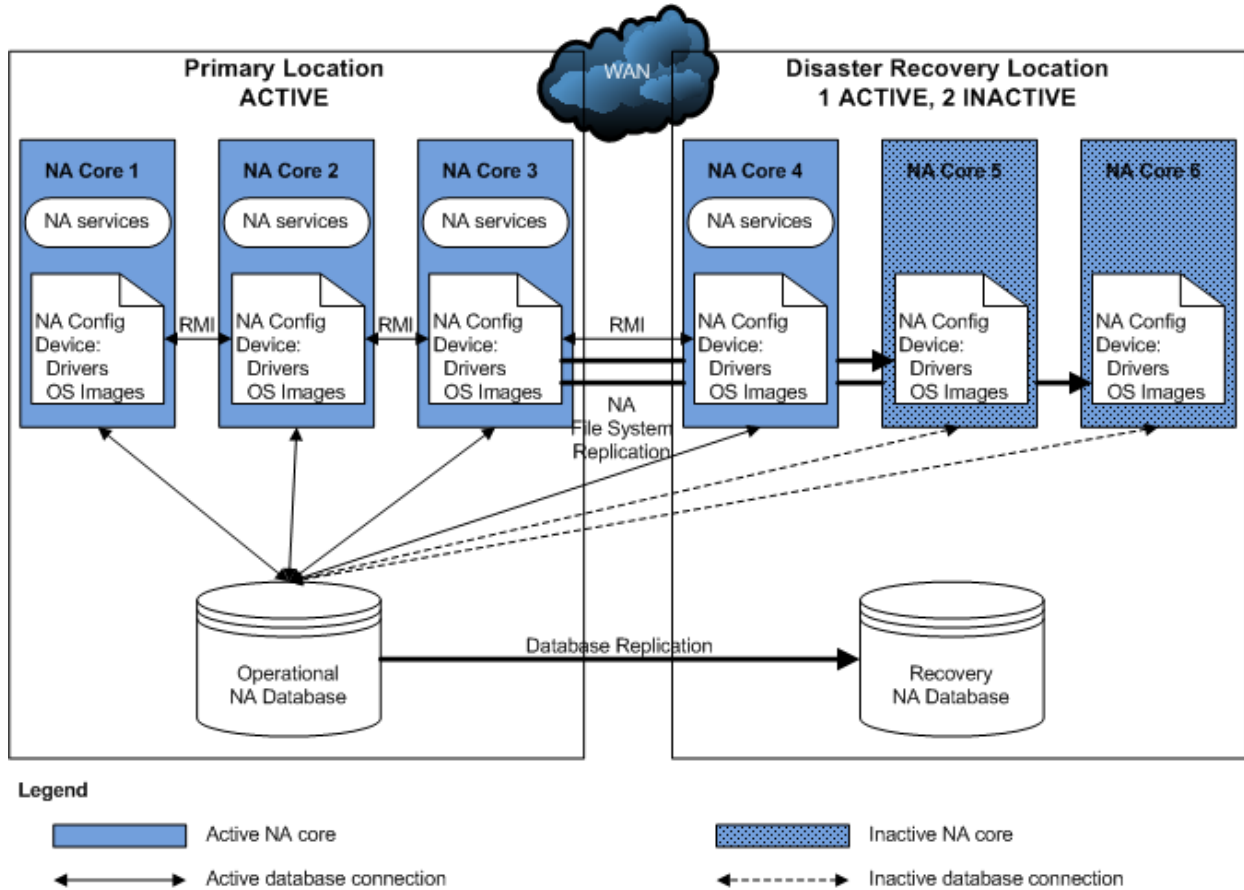 WAN
Primary Location
ACTIVE
Disaster Recovery Location
1 ACTIVE, 2 INACTIVE
NA Core 1
NA Core 2
NA Core 3
NA Core 4
NA Core 5
NA Core 6
NA services
NA services
NA services
NA services
NA Config
Device:
Drivers
OS Images
RMI
NA Config
Device:
Drivers
OS Images
RMI
NA Config
Device:
Drivers
OS Images
RMI
NA Config
Device:
Drivers
OS Images
NA Config
Device:
Drivers
OS Images
NA Config
Device:
Drivers
OS Images
NA
File System
Replication
Operational
NA Database
Database Replication
Recovery
NA Database
Legend
Active NA core
Inactive NA core
Active database connection
Inactive database connection